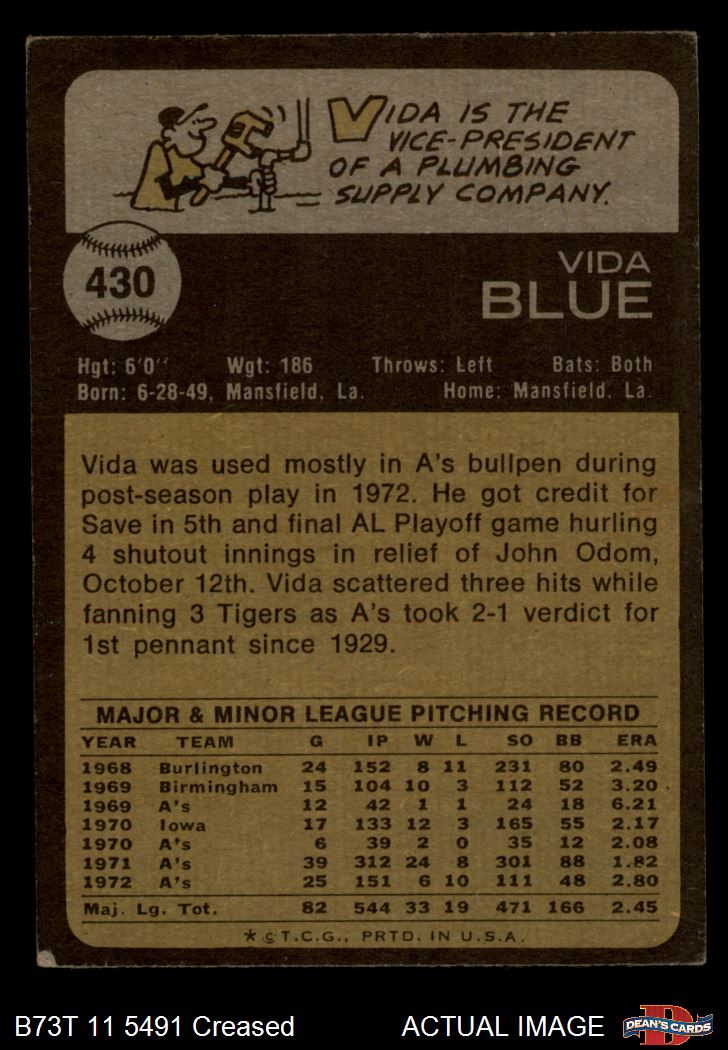 VIDA IS THE
VICE-PRESIDENT
OF A PLUMBING
SUPPLY COMPANY.
430
VIDA
BLUE
Hgt: 6'0" Wgt: 186 Throws: Left Bats: Both
Born: 6-28-49, Mansfield, La. Home: Mansfield, La.
Vida was used mostly in A's bullpen during
post-season play in 1972. He got credit for
Save in 5th and final AL Playoff game hurling
4 shutout innings in relief of John Odom,
October 12th. Vida scattered three hits while
fanning 3 Tigers as A's took 2-1 verdict for
1st pennant since 1929.
MAJOR & MINOR LEAGUE PITCHING RECORD
YEAR TEAM G IP W L SO BB ERA
1968 Burlington 24 152 8 11 231 80 2.49
1969 Birmingham 15 104 10 3 112 52 3.20
1969 A's 12 42 1 1 24 18 6.21
1970 Iowa 17 133 12 3 165 55 2.17
1970 A's 6 39 2 0 35 12 2.08
1971 A's 39 312 24 8 301 88 1.82
1972 A's 25 151 6 10 111 48 2.80
Maj. Lg. Tot. 82 544 33 19 471 166 2.45
* © T.C.G., PRTD. IN U.S.A.
B73T 11 5491 Creased ACTUAL IMAGE
DEAN'S CARDS